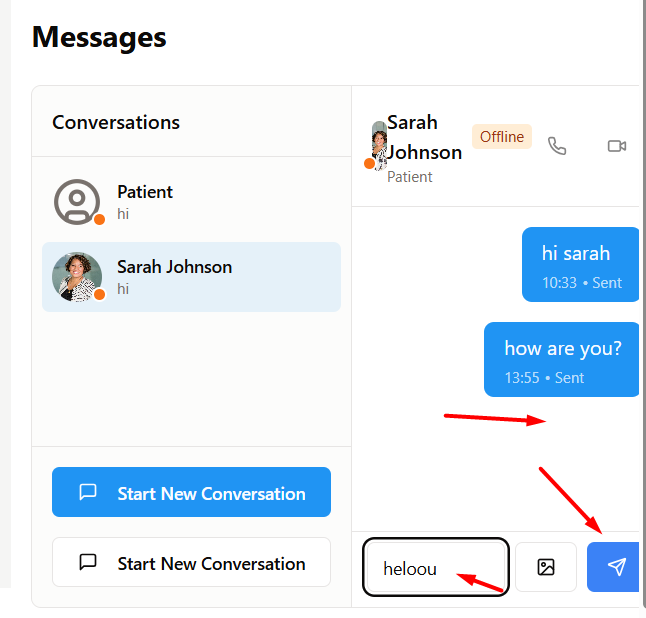 Messages
Conversations
Patient
hi
Sarah Johnson
hi
Start New Conversation
Start New Conversation
Sarah
Johnson
Patient
Offline
hi sarah
10:33 • Sent
how are you?
13:55 • Sent
heloou